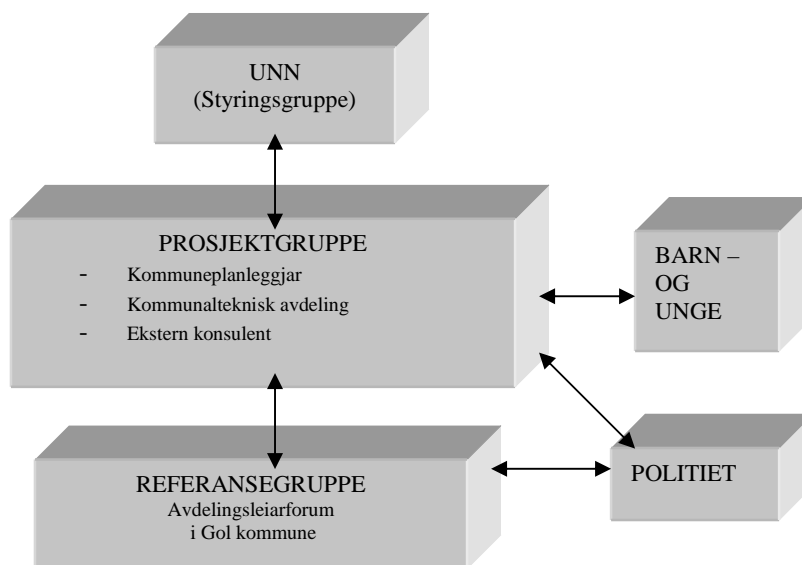 UNN
(Styringsgruppe)
PROSJEKTGRUPPE
- Kommuneplanleggjar
- Kommunalteknisk avdeling
- Ekstern konsulent
BARN –
OG
UNGE
REFERANSEGRUPPE
Avdelingsleiarforum
i Gol kommune
POLITIET